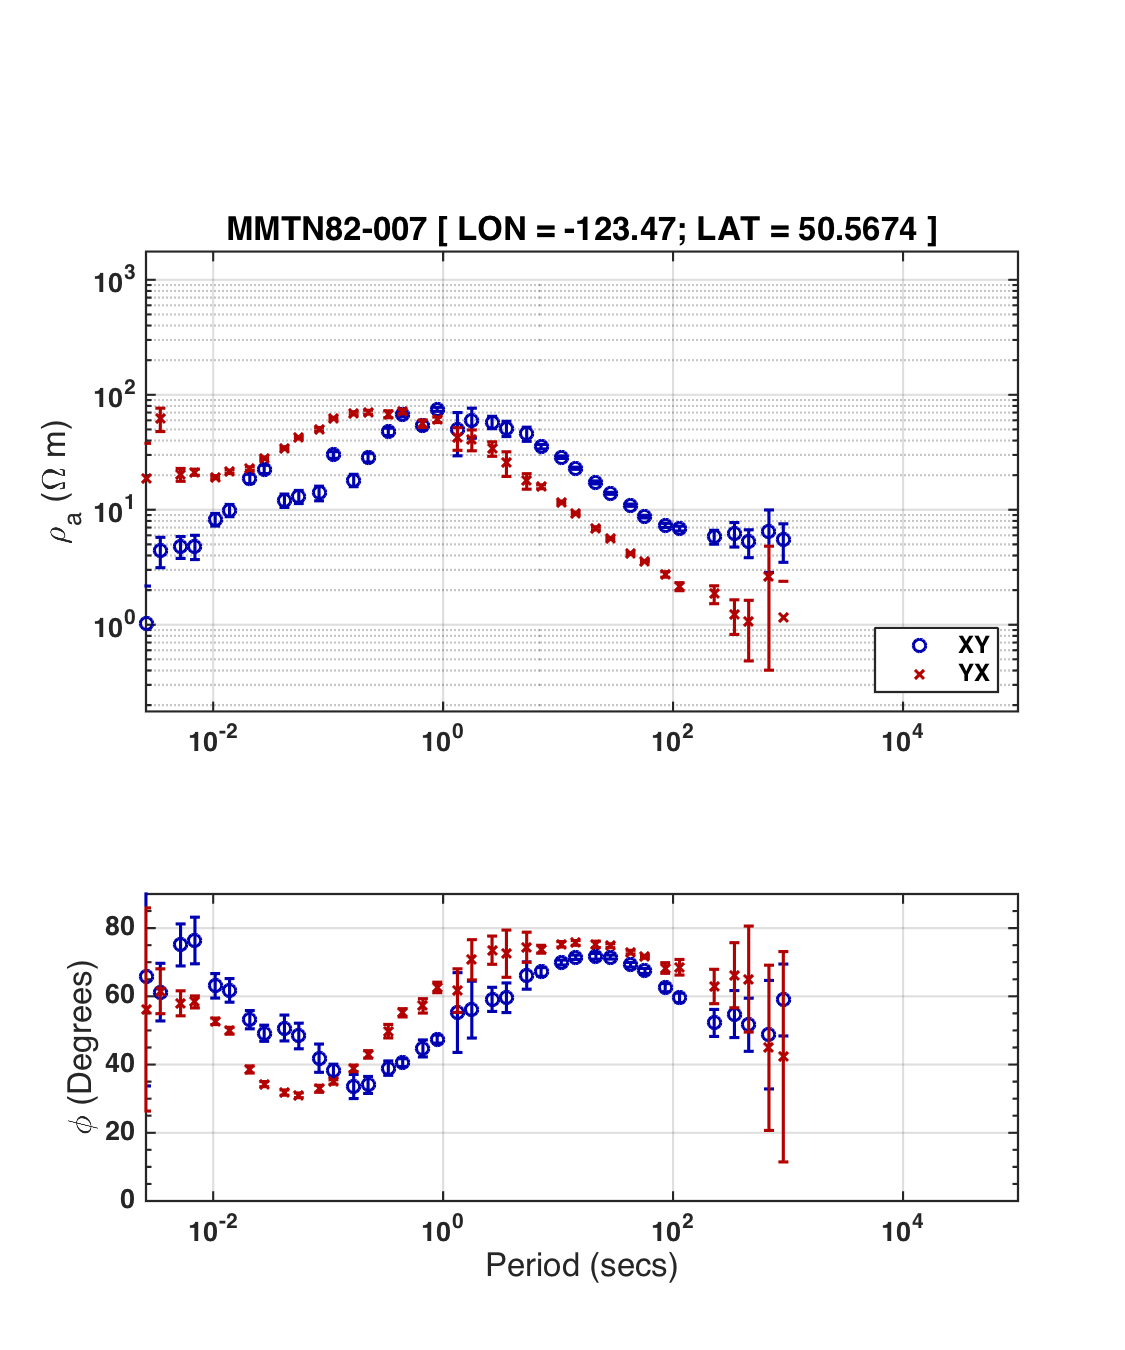 MMTN82-007 [ LON = -123.47; LAT = 50.5674 ]
10³
10²
10¹
10⁰
ρₐ (Ω m)
XY
YX
10⁻² 10⁰ 10² 10⁴
80
60
40
20
0
ϕ (Degrees)
10⁻² 10⁰ 10² 10⁴
Period (secs)